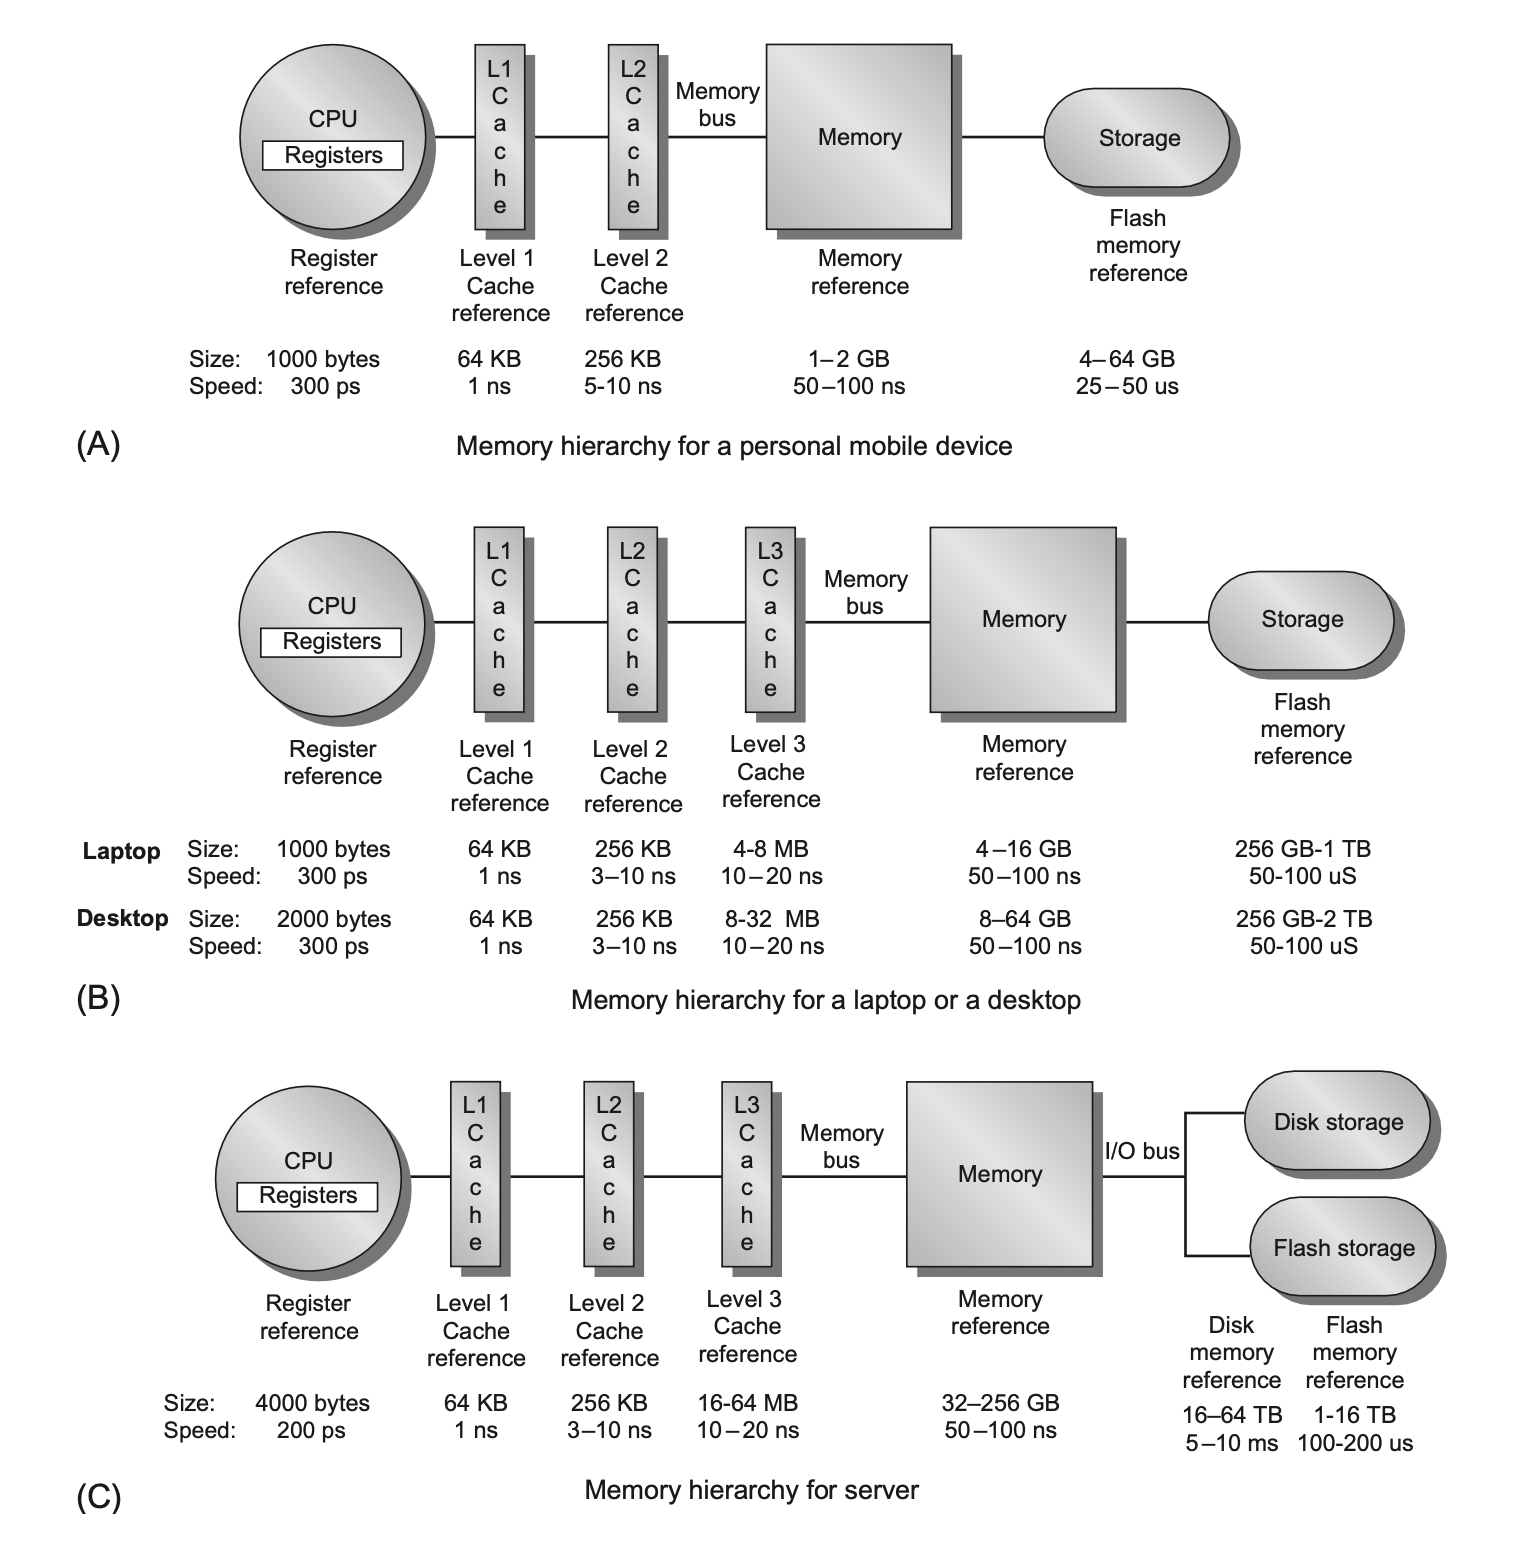 CPU
Registers
L1
C
a
c
h
e
L2
C
a
c
h
e
Memory
bus
Memory
Storage
Register
reference
Level 1
Cache
reference
Level 2
Cache
reference
Memory
reference
Flash
memory
reference
Size: 1000 bytes 64 KB 256 KB 1–2 GB 4–64 GB
Speed: 300 ps 1 ns 5-10 ns 50–100 ns 25–50 us
(A) Memory hierarchy for a personal mobile device
CPU
Registers
L1
C
a
c
h
e
L2
C
a
c
h
e
L3
C
a
c
h
e
Memory
bus
Memory
Storage
Register
reference
Level 1
Cache
reference
Level 2
Cache
reference
Level 3
Cache
reference
Memory
reference
Flash
memory
reference
Laptop Size: 1000 bytes 64 KB 256 KB 4-8 MB 4–16 GB 256 GB-1 TB
Speed: 300 ps 1 ns 3–10 ns 10–20 ns 50–100 ns 50-100 uS
Desktop Size: 2000 bytes 64 KB 256 KB 8-32 MB 8–64 GB 256 GB-2 TB
Speed: 300 ps 1 ns 3–10 ns 10–20 ns 50–100 ns 50-100 uS
(B) Memory hierarchy for a laptop or a desktop
CPU
Registers
L1
C
a
c
h
e
L2
C
a
c
h
e
L3
C
a
c
h
e
Memory
bus
Memory
I/O bus
Disk storage
Flash storage
Register
reference
Level 1
Cache
reference
Level 2
Cache
reference
Level 3
Cache
reference
Memory
reference
Disk
memory
reference
Flash
memory
reference
Size: 4000 bytes 64 KB 256 KB 16-64 MB 32–256 GB 16–64 TB 1-16 TB
Speed: 200 ps 1 ns 3–10 ns 10–20 ns 50–100 ns 5–10 ms 100-200 us
(C) Memory hierarchy for server